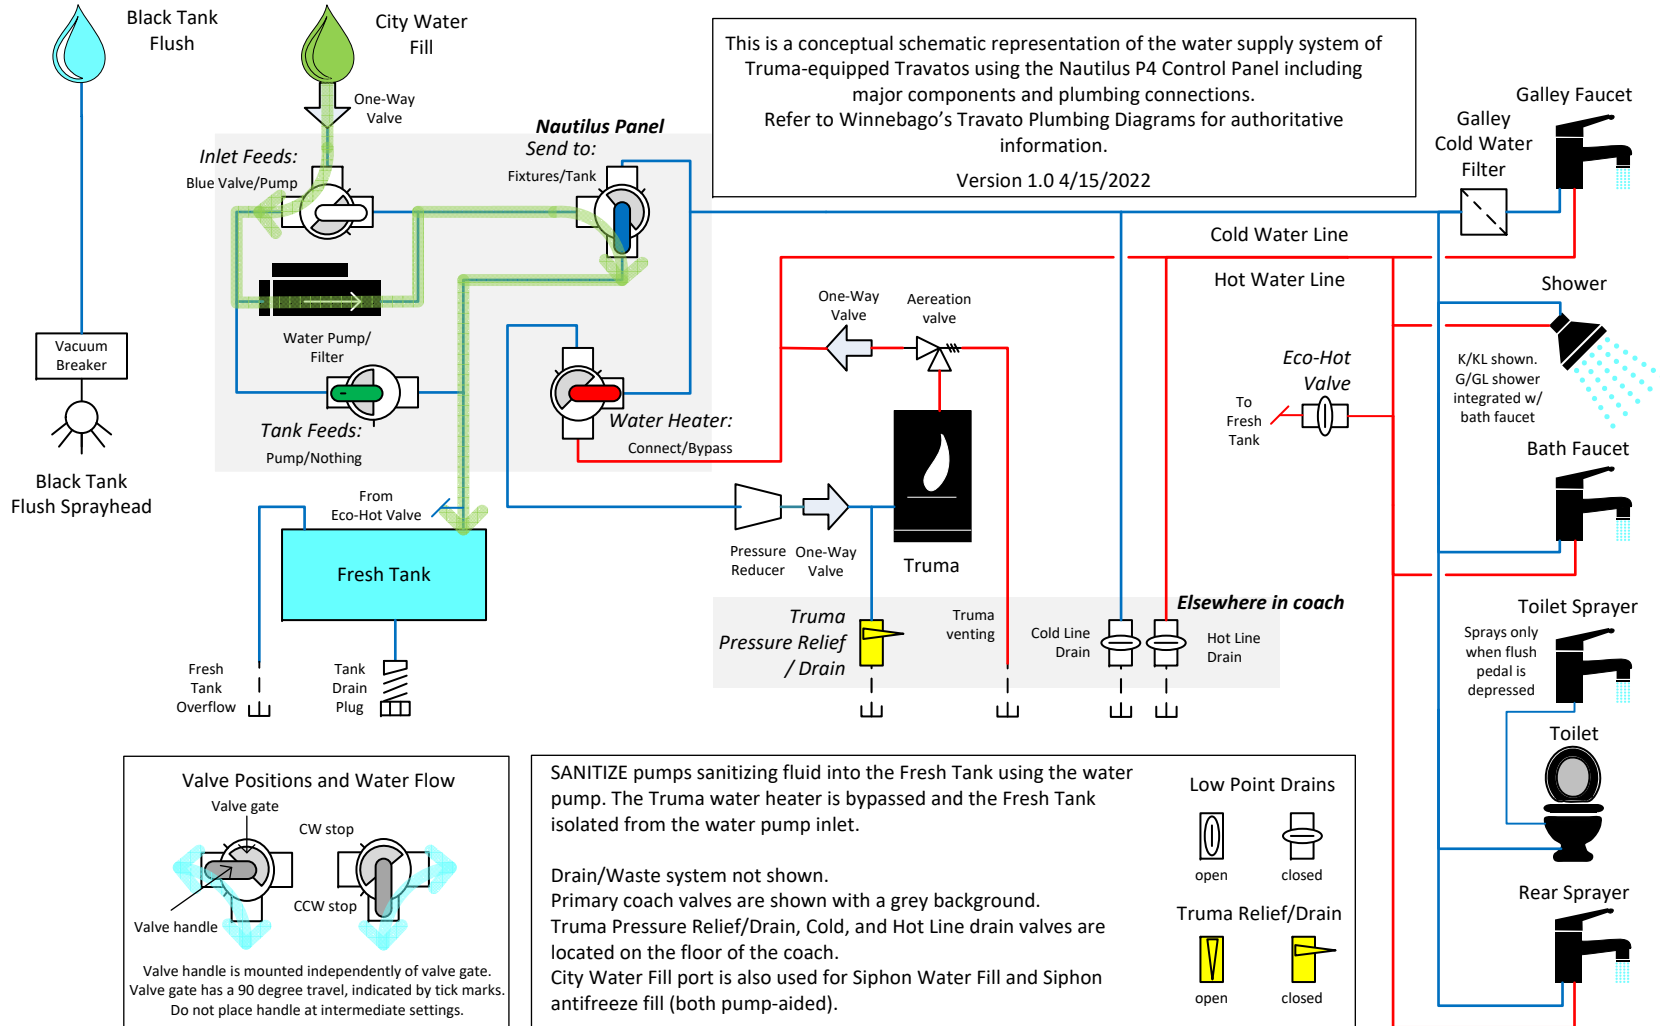 Black Tank
Flush
City Water
Fill
One-Way
Valve
This is a conceptual schematic representation of the water supply system of
Truma-equipped Travatos using the Nautilus P4 Control Panel including
major components and plumbing connections.
Refer to Winnebago's Travato Plumbing Diagrams for authoritative
information.
Version 1.0 4/15/2022
Galley Faucet
Galley
Cold Water
Filter
Nautilus Panel
Inlet Feeds:
Blue Valve/Pump
Send to:
Fixtures/Tank
Cold Water Line
Hot Water Line
Shower
K/KL shown.
G/GL shower
integrated w/
bath faucet
One-Way
Valve
Aereation
valve
Water Pump/
Filter
Vacuum
Breaker
Eco-Hot
Valve
To
Fresh
Tank
Tank Feeds:
Pump/Nothing
Water Heater:
Connect/Bypass
Bath Faucet
Black Tank
Flush Sprayhead
From
Eco-Hot Valve
Fresh Tank
Pressure
Reducer
One-Way
Valve
Truma
Elsewhere in coach
Truma
Pressure Relief
/ Drain
Truma
venting
Cold Line
Drain
Hot Line
Drain
Toilet Sprayer
Sprays only
when flush
pedal is
depressed
Fresh
Tank
Overflow
Tank
Drain
Plug
Toilet
Valve Positions and Water Flow
Valve gate
CW stop
CCW stop
Valve handle
Valve handle is mounted independently of valve gate.
Valve gate has a 90 degree travel, indicated by tick marks.
Do not place handle at intermediate settings.
SANITIZE pumps sanitizing fluid into the Fresh Tank using the water
pump. The Truma water heater is bypassed and the Fresh Tank
isolated from the water pump inlet.
Drain/Waste system not shown.
Primary coach valves are shown with a grey background.
Truma Pressure Relief/Drain, Cold, and Hot Line drain valves are
located on the floor of the coach.
City Water Fill port is also used for Siphon Water Fill and Siphon
antifreeze fill (both pump-aided).
Low Point Drains
open
closed
Truma Relief/Drain
open
closed
Rear Sprayer